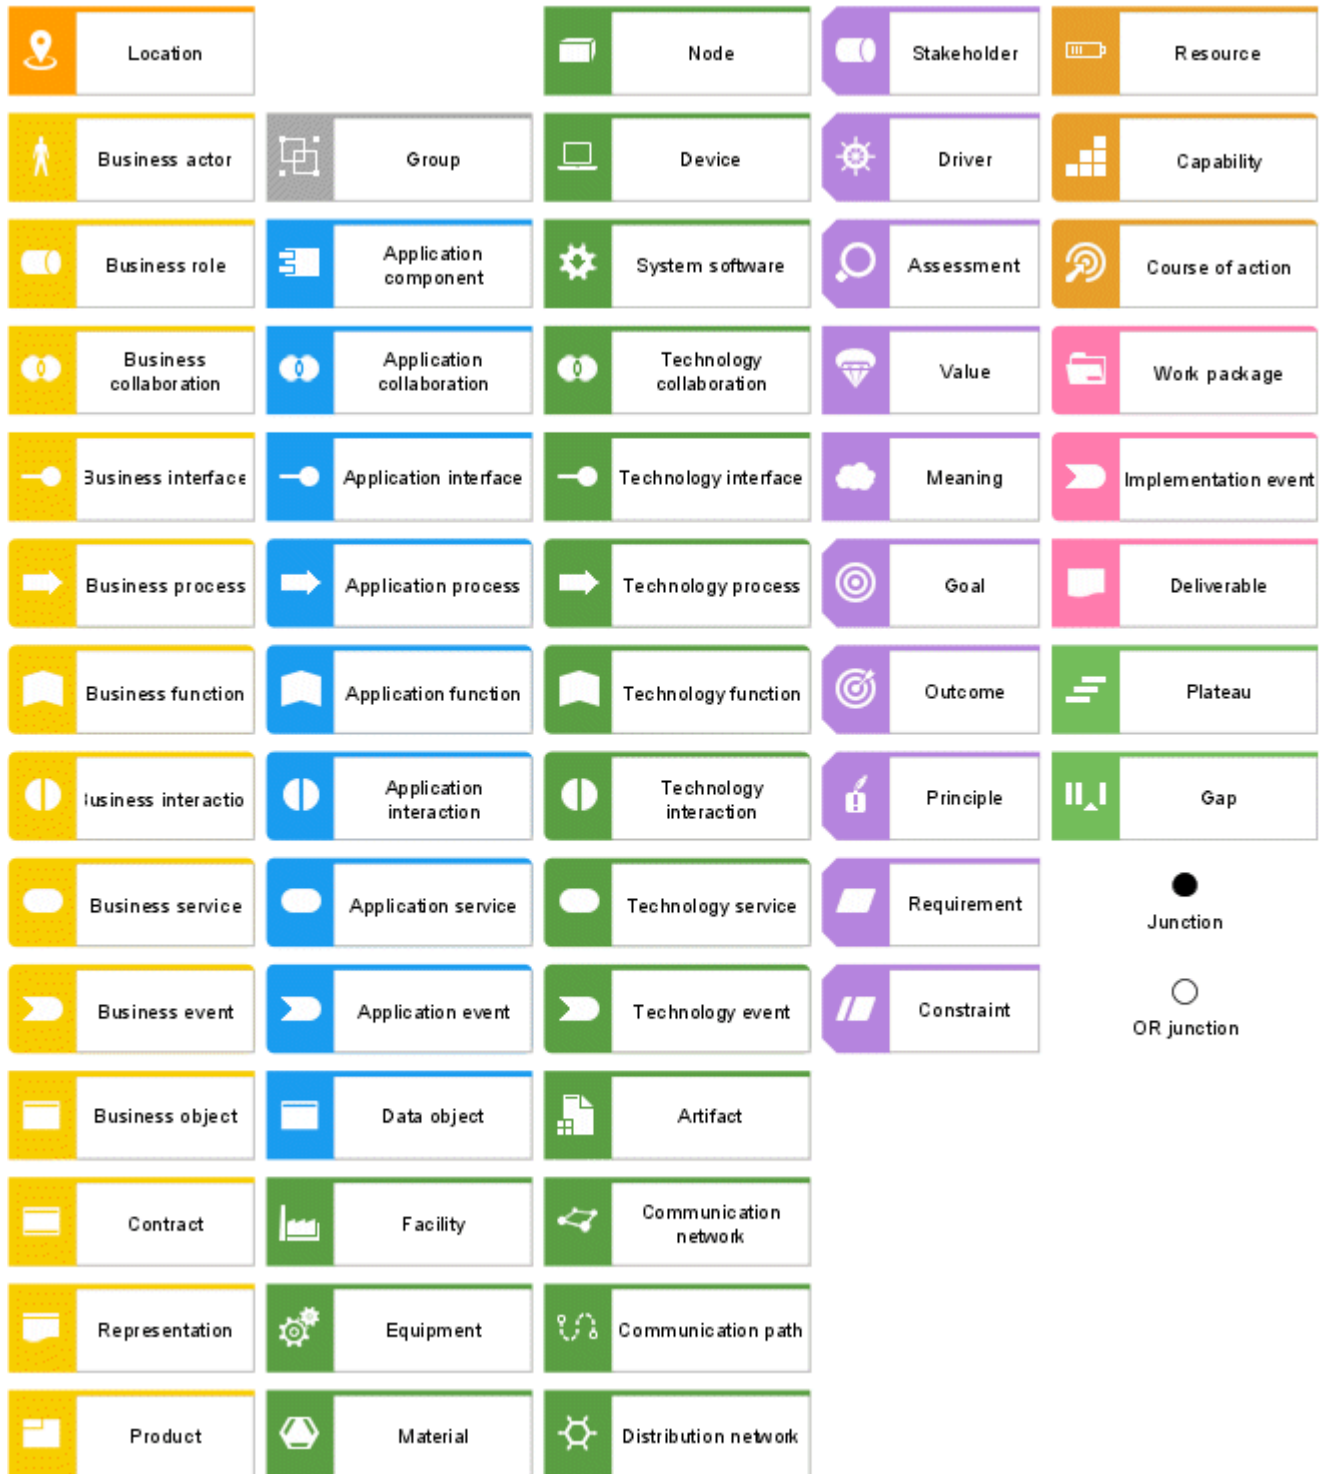 Location
Node
Stakeholder
Resource
Business actor
Group
Device
Driver
Capability
Business role
Application
component
System software
Assessment
Course of action
Business
collaboration
Application
collaboration
Technology
collaboration
Value
Work package
Business interface
Application interface
Technology interface
Meaning
Implementation event
Business process
Application process
Technology process
Goal
Deliverable
Business function
Application function
Technology function
Outcome
Plateau
usiness interactio
Application
interaction
Technology
interaction
Principle
Gap
Business service
Application service
Technology service
Requirement
Junction
Business event
Application event
Technology event
Constraint
OR junction
Business object
Data object
Artifact
Contract
Facility
Communication
network
Representation
Equipment
Communication path
Product
Material
Distribution network